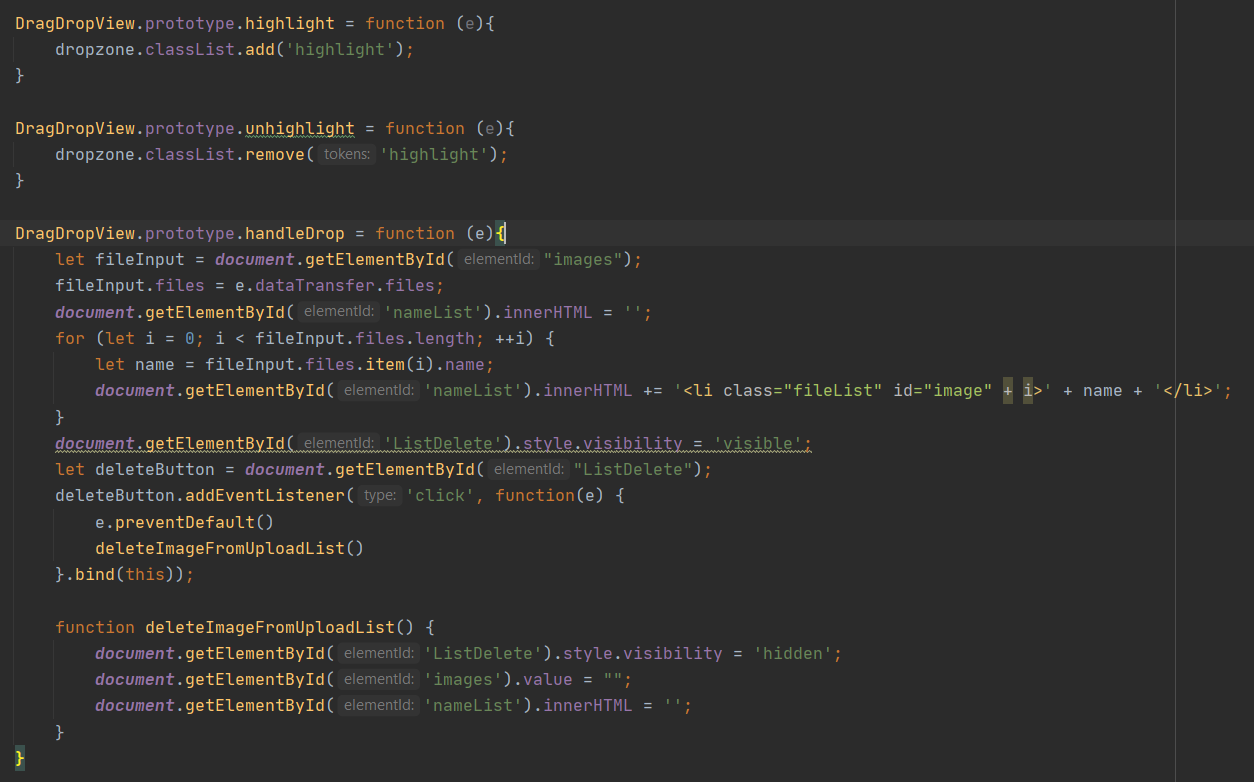 DragDropView.prototype.highlight = function (e){
    dropzone.classList.add('highlight');
}

DragDropView.prototype.unhighlight = function (e){
    dropzone.classList.remove( tokens: 'highlight');
}

DragDropView.prototype.handleDrop = function (e){
    let fileInput = document.getElementById( elementId: "images");
    fileInput.files = e.dataTransfer.files;
    document.getElementById( elementId: 'nameList').innerHTML = '';
    for (let i = 0; i < fileInput.files.length; ++i) {
        let name = fileInput.files.item(i).name;
        document.getElementById( elementId: 'nameList').innerHTML += '<li class="fileList" id="image" + i>' + name + '</li>';
    }
    document.getElementById( elementId: 'ListDelete').style.visibility = 'visible';
    let deleteButton = document.getElementById( elementId: "ListDelete");
    deleteButton.addEventListener( type: 'click', function(e) {
        e.preventDefault()
        deleteImageFromUploadList()
    }.bind(this));

    function deleteImageFromUploadList() {
        document.getElementById( elementId: 'ListDelete').style.visibility = 'hidden';
        document.getElementById( elementId: 'images').value = "";
        document.getElementById( elementId: 'nameList').innerHTML = '';
    }
}